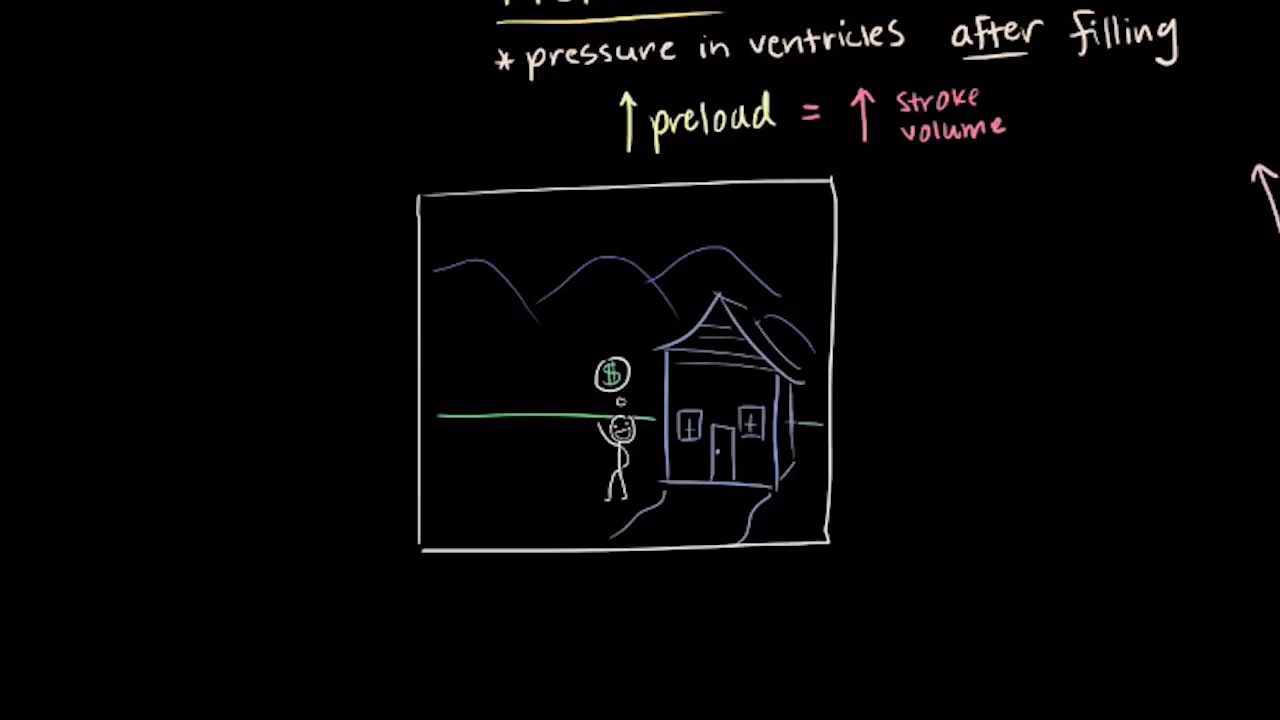 * pressure in ventricles after filling
↑ preload = ↑ stroke volume
$